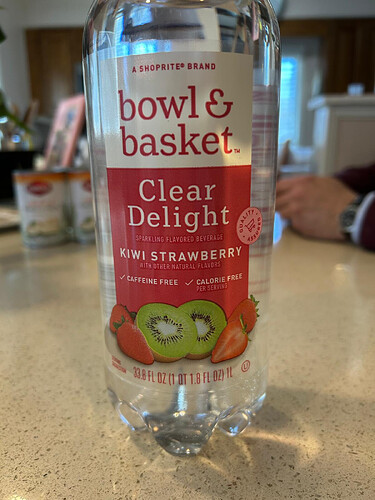 A SHOPRITE® BRAND
bowl &
basket™
Clear
Delight
SPARKLING FLAVORED BEVERAGE
KIWI STRAWBERRY
WITH OTHER NATURAL FLAVORS
✓ CAFFEINE FREE ✓ CALORIE FREE
PER SERVING
33.8 FL OZ (1 QT 1.8 FL OZ) 1L